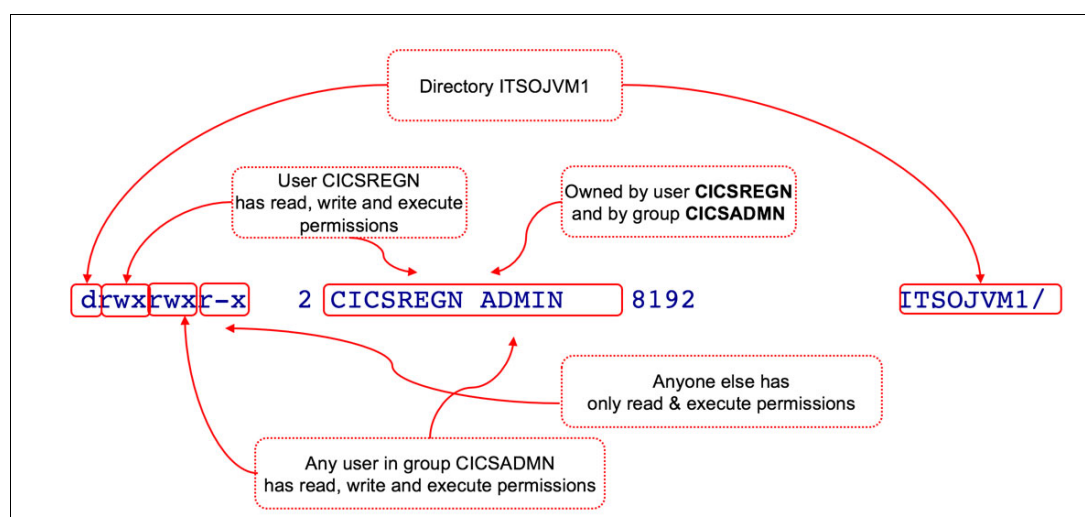 Directory ITSOJVM1
User CICSREGN
has read, write and execute
permissions
Owned by user CICSREGN
and by group CICSADMN
drwxrwxr-x 2 CICSREGN ADMIN 8192 ITSOJVM1/
Anyone else has
only read & execute permissions
Any user in group CICSADMN
has read, write and execute permissions